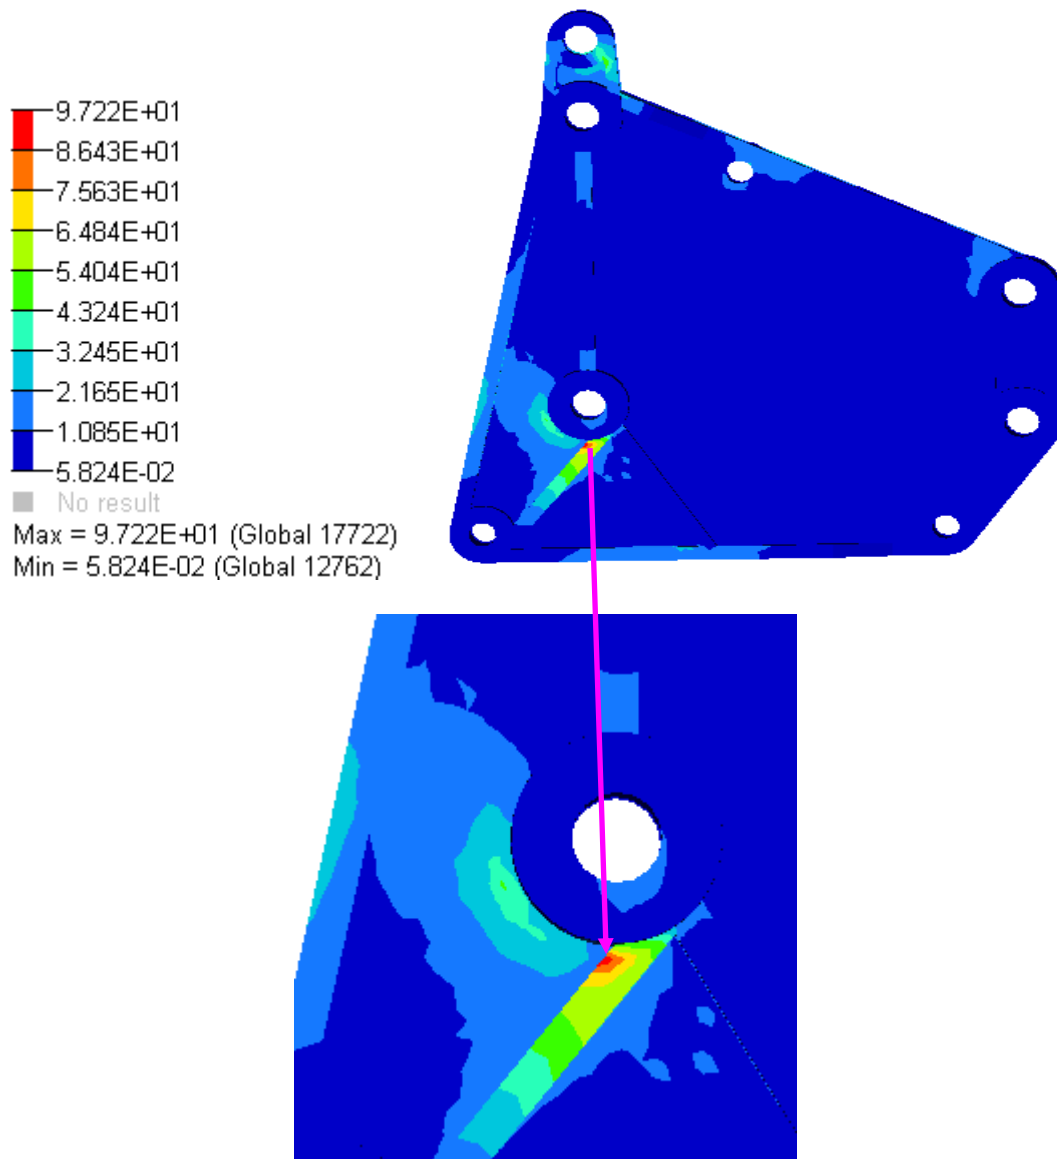 9.722E+01
8.643E+01
7.563E+01
6.484E+01
5.404E+01
4.324E+01
3.245E+01
2.165E+01
1.085E+01
5.824E-02
No result
Max = 9.722E+01 (Global 17722)
Min = 5.824E-02 (Global 12762)